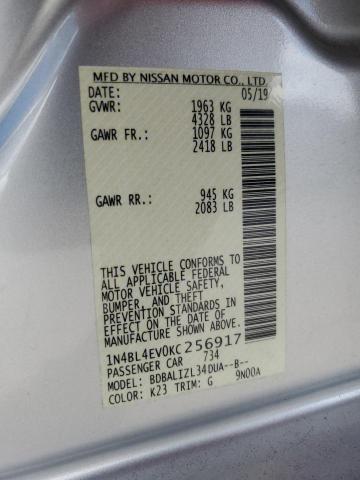 MFD BY NISSAN MOTOR CO., LTD.
DATE: 05/19
GVWR: 1963 KG
4328 LB
GAWR FR.: 1097 KG
2418 LB
GAWR RR.: 945 KG
2083 LB
THIS VEHICLE CONFORMS TO
ALL APPLICABLE FEDERAL
MOTOR VEHICLE SAFETY,
BUMPER, AND THEFT
PREVENTION STANDARDS IN
EFFECT ON THE DATE OF
MANUFACTURE SHOWN ABOVE.
1N4BL4EV0KC256917
PASSENGER CAR 734
MODEL: BDBALIZL34DUA--B--
COLOR: K23 TRIM: G 9N00A